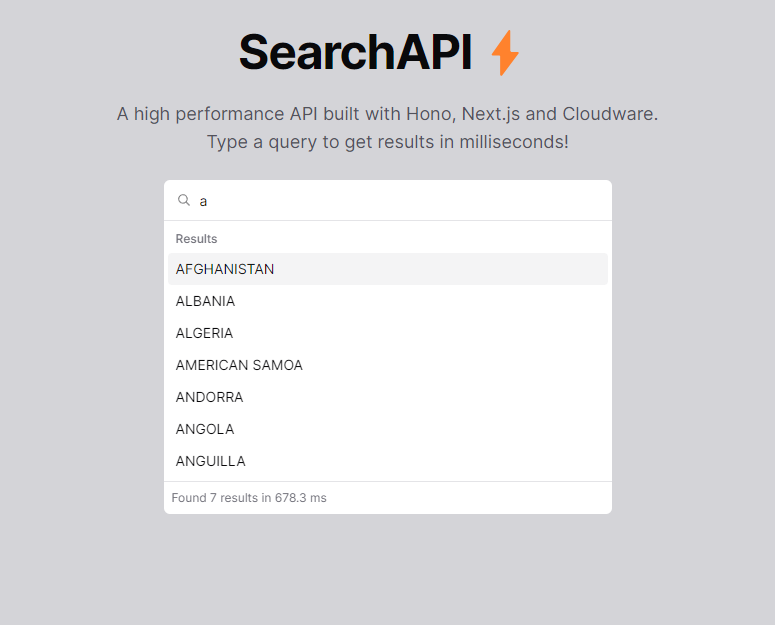 SearchAPI
A high performance API built with Hono, Next.js and Cloudware.
Type a query to get results in milliseconds!
a
Results
AFGHANISTAN
ALBANIA
ALGERIA
AMERICAN SAMOA
ANDORRA
ANGOLA
ANGUILLA
Found 7 results in 678.3 ms